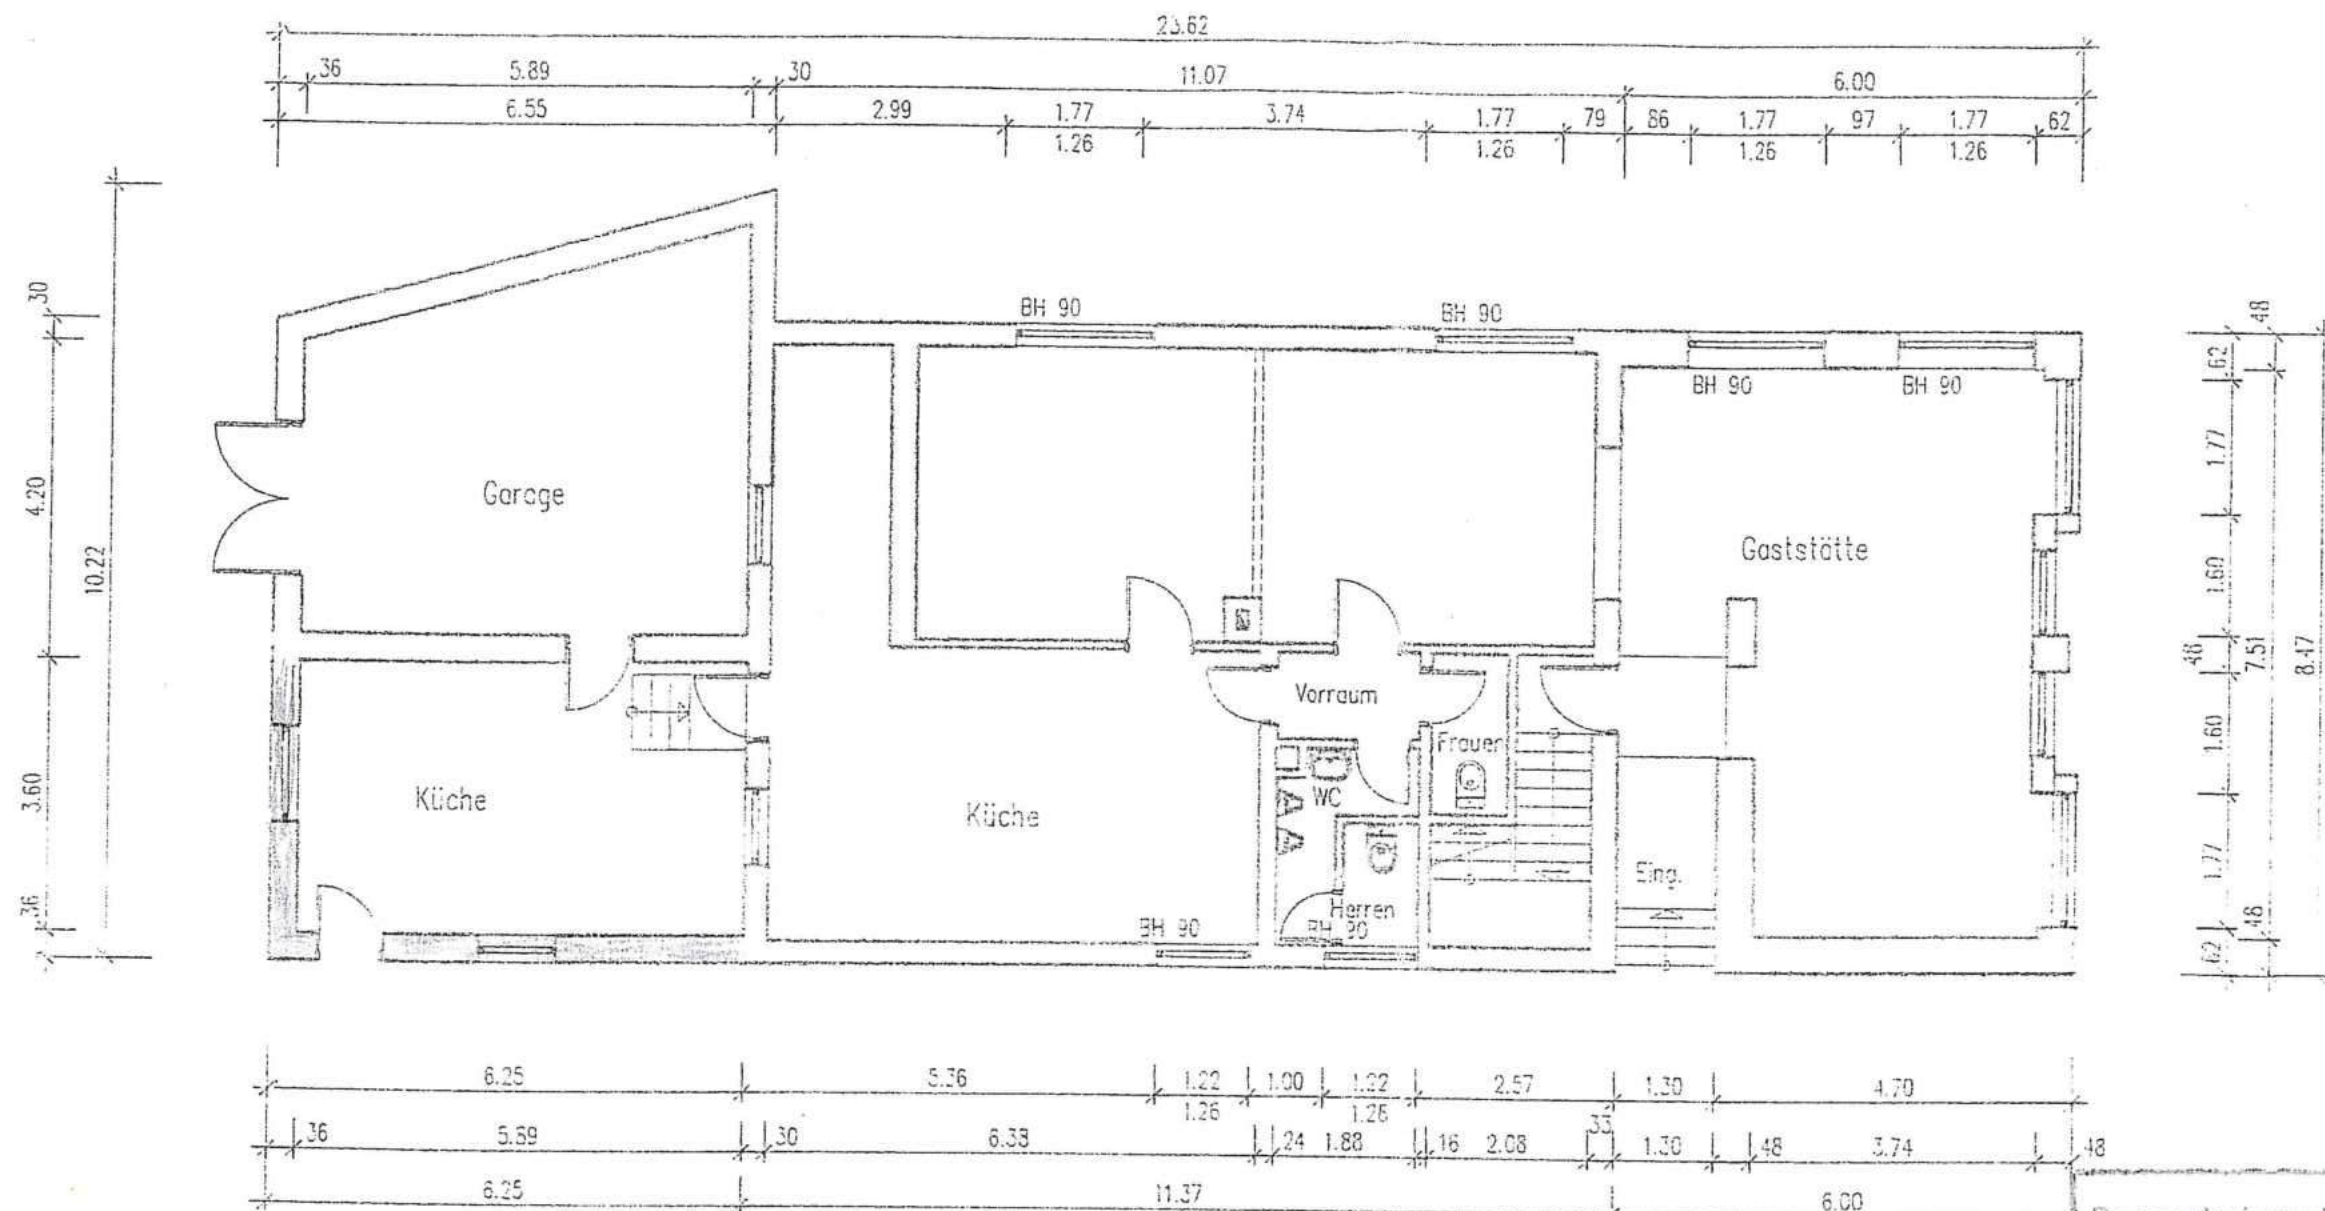 23.62
36 5.89 30 11.07 6.00
6.55 2.99 1.77 3.74 1.77 79 86 1.77 97 1.77 62
1.26 1.26 1.26 1.26
30
4.20
10.22
3.60
36
BH 90
BH 90
BH 90
BH 90
Garage
Gaststätte
Vorraum
Frauen
Küche
Küche
WC
Eing.
Herren
BH 90
BH 90
48
62
1.77
1.60
48
7.51
8.47
1.60
1.77
48
62
6.25 5.36 1.22 1.00 1.22 2.57 1.30 4.70
1.26 1.26
36 5.89 30 6.38 24 1.88 16 2.08 33 1.30 48 3.74 48
6.25 11.37 6.00